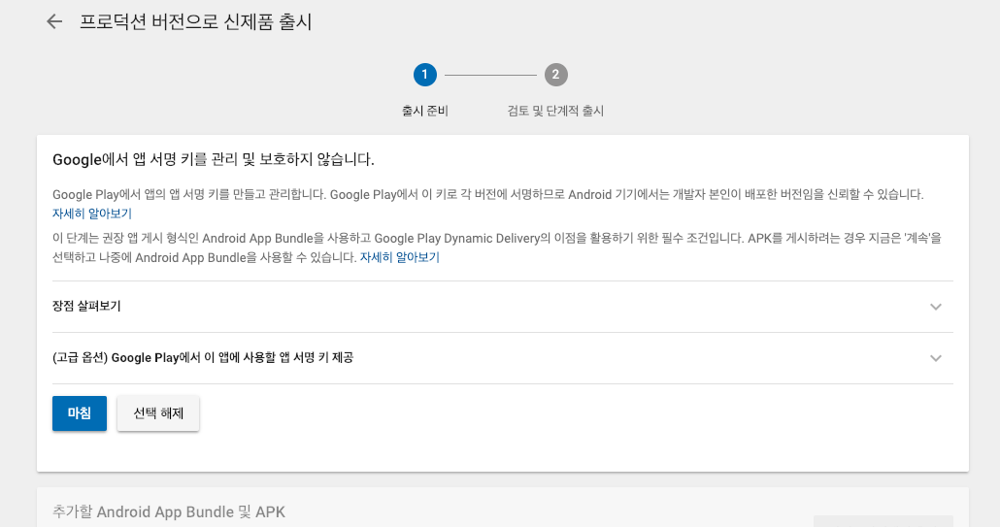 프로덕션 버전으로 신제품 출시
1
2
출시 준비
검토 및 단계적 출시
Google에서 앱 서명 키를 관리 및 보호하지 않습니다.
Google Play에서 앱의 앱 서명 키를 만들고 관리합니다. Google Play에서 이 키로 각 버전에 서명하므로 Android 기기에서는 개발자 본인이 배포한 버전임을 신뢰할 수 있습니다.
자세히 알아보기
이 단계는 권장 앱 게시 형식인 Android App Bundle을 사용하고 Google Play Dynamic Delivery의 이점을 활용하기 위한 필수 조건입니다. APK를 게시하려는 경우 지금은 '계속'을
선택하고 나중에 Android App Bundle을 사용할 수 있습니다. 자세히 알아보기
장점 살펴보기
(고급 옵션) Google Play에서 이 앱에 사용할 앱 서명 키 제공
마침
선택 해제
추가할 Android App Bundle 및 APK